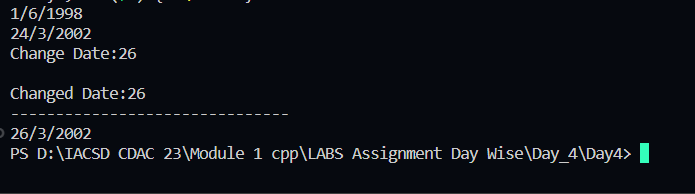 1/6/1998
24/3/2002
Change Date:26
Changed Date:26
-------------------------------
26/3/2002
PS D:\IACSD CDAC 23\Module 1 cpp\LABS Assignment Day Wise\Day_4\Day4>